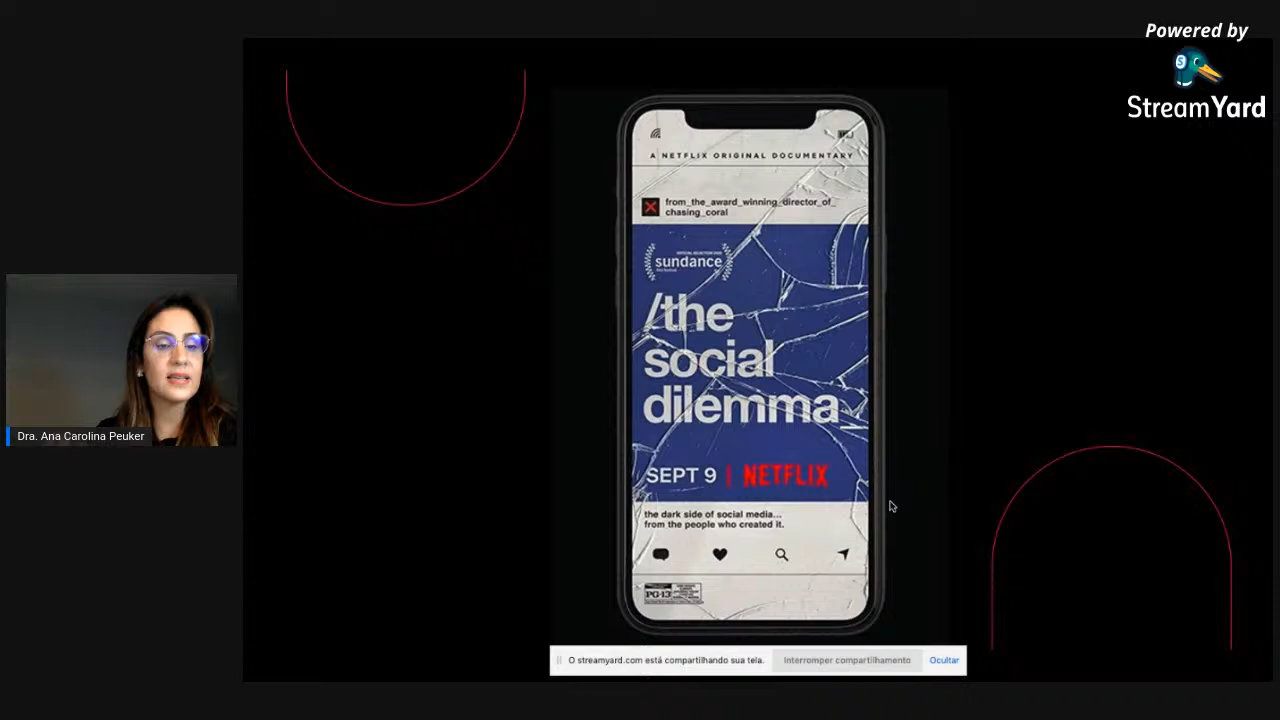 Powered by
StreamYard
A NETFLIX ORIGINAL DOCUMENTARY
from_the_award_winning_director_of_
chasing_coral
sundance
/the
social
dilemma_
SEPT 9 | NETFLIX
the dark side of social media...
from the people who created it.
PG-13
Dra. Ana Carolina Peuker
O streamyard.com está compartilhando sua tela.
Interromper compartilhamento
Ocultar